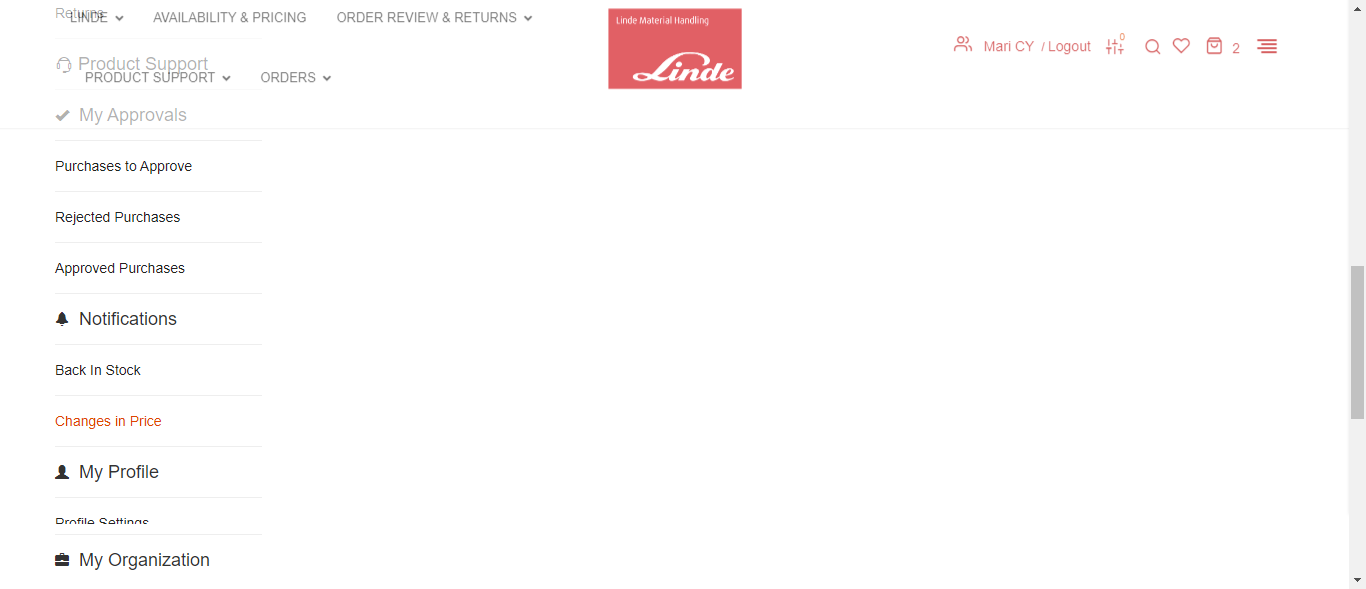 Returns
LINDE
AVAILABILITY & PRICING
ORDER REVIEW & RETURNS
Linde Material Handling
Linde
Mari CY / Logout
0
2
Product Support
PRODUCT SUPPORT
ORDERS
My Approvals
Purchases to Approve
Rejected Purchases
Approved Purchases
Notifications
Back In Stock
Changes in Price
My Profile
Profile Settings
My Organization